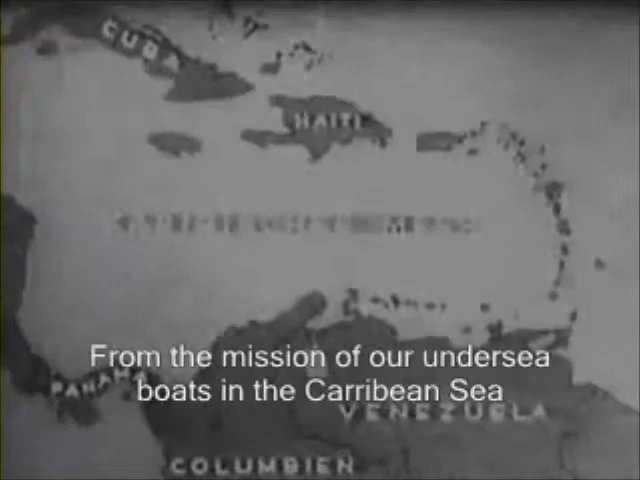 CUBA
HAITI
From the mission of our undersea
boats in the Carribean Sea
PANAMA
VENEZUELA
COLUMBIEN